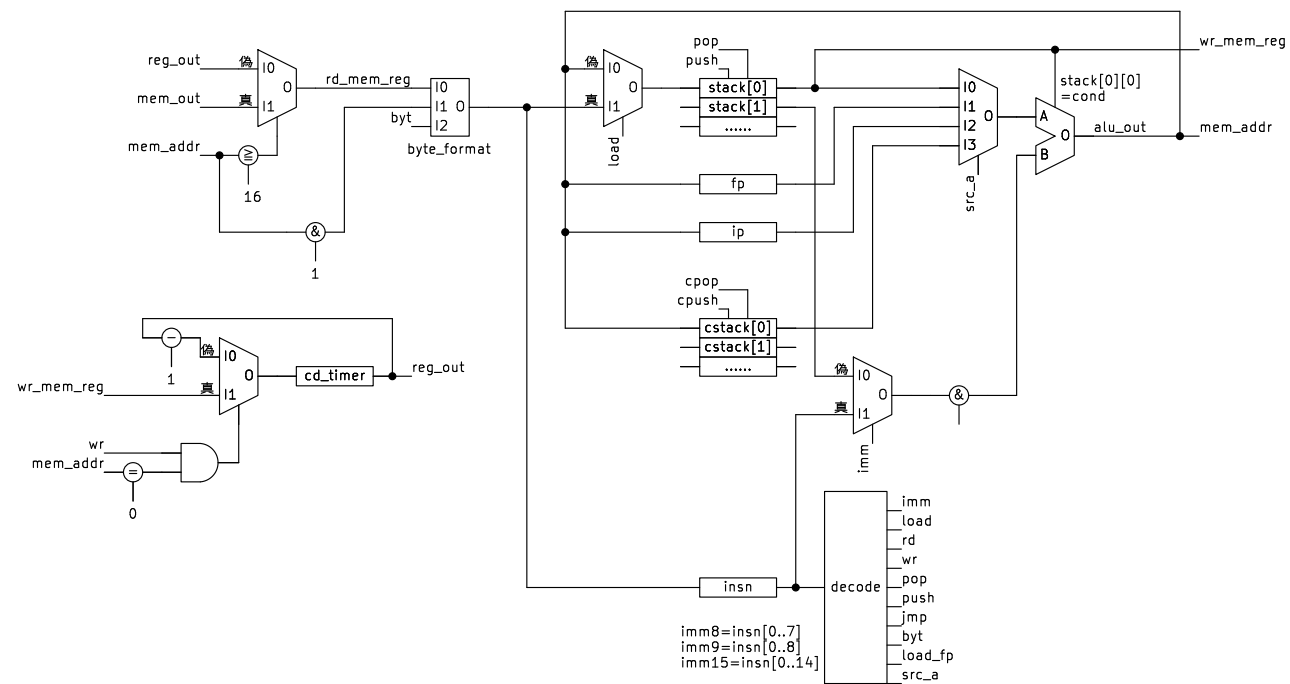 reg_out
偽
I0
mem_out
真
I1
O
rd_mem_reg
mem_addr
≧
16
&
1
I0
I1
I2
O
byt
byte_format
偽
I0
真
I1
O
load
pop
push
stack[0]
stack[1]
......
fp
ip
cpop
cpush
cstack[0]
cstack[1]
......
I0
I1
I2
I3
O
src_a
A
B
O
stack[0][0]
=cond
alu_out
wr_mem_reg
mem_addr
−
1
偽
I0
真
I1
O
wr_mem_reg
cd_timer
reg_out
wr
mem_addr
=
0
偽
I0
真
I1
O
imm
&
insn
imm8=insn[0..7]
imm9=insn[0..8]
imm15=insn[0..14]
decode
imm
load
rd
wr
pop
push
jmp
byt
load_fp
src_a